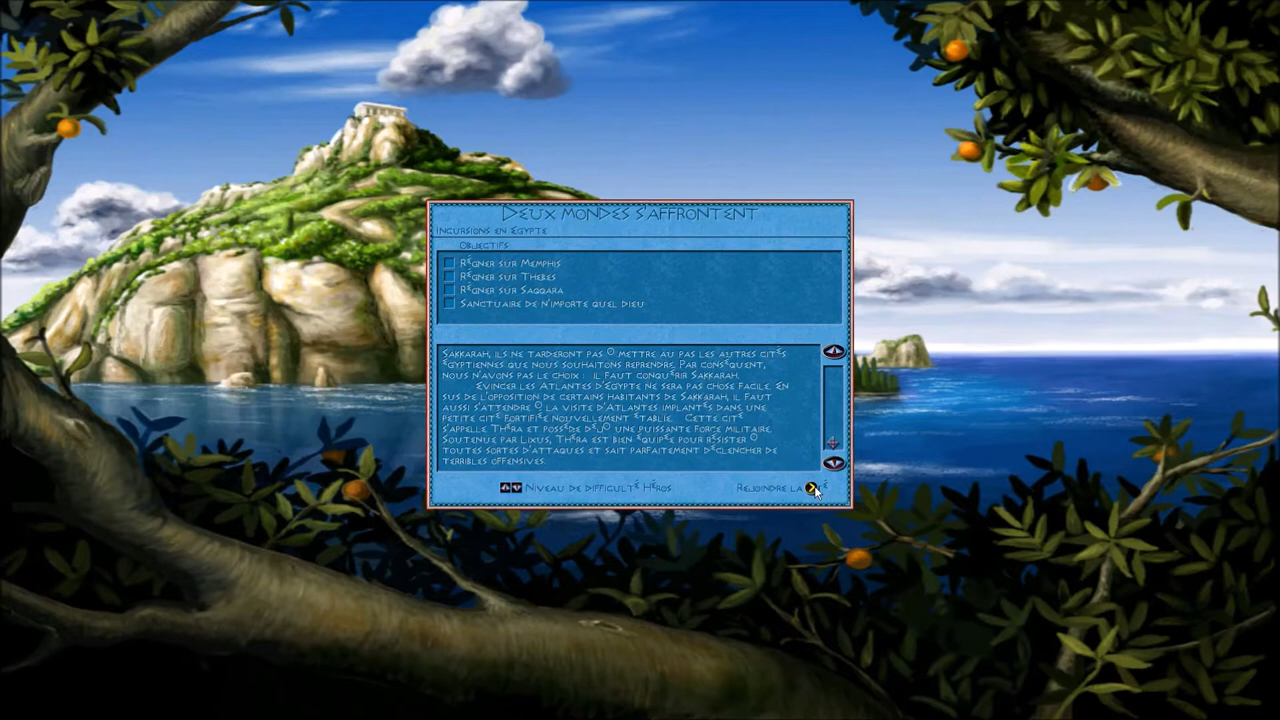 Deux mondes s'affrontent
Incursions en Égypte
Objectifs
Régner sur Memphis
Régner sur Thebes
Régner sur Saqqara
Sanctuaire de n'importe quel dieu
Sakkarah, ils ne tarderont pas à mettre au pas les autres cités
égyptiennes que nous souhaitons reprendre. Par conséquent,
nous n'avons pas le choix : il faut conquérir Sakkarah.
Évincer les Atlantes d'Égypte ne sera pas chose facile. En
sus de l'opposition de certains habitants de Sakkarah, il faut
aussi s'attendre à la visite d'Atlantes implantés dans une
petite cité fortifiée nouvellement établie. Cette cité
s'appelle Théra et possède déjà une puissante force militaire.
Soutenue par Lixus, Théra est bien équipée pour résister à
toutes sortes d'attaques et sait parfaitement déclencher de
terribles offensives.
Niveau de difficulté Héros
Rejoindre la